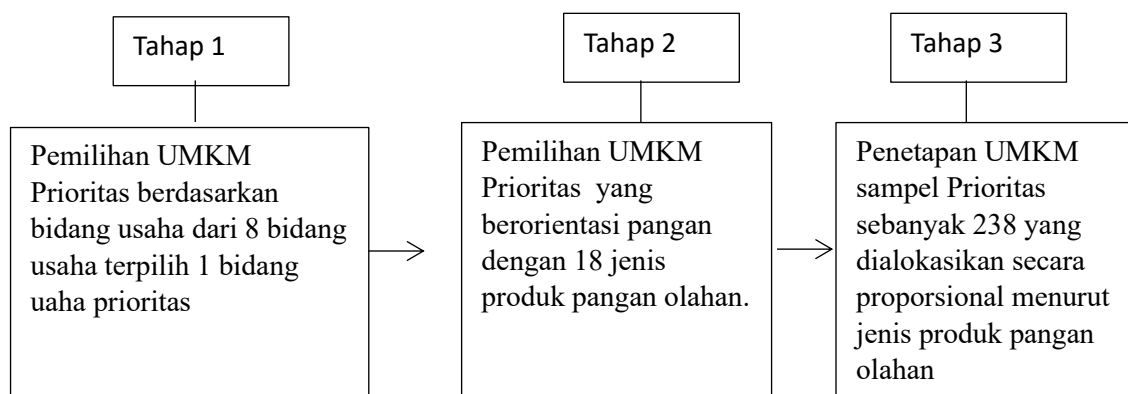 Tahap 1
Pemilihan UMKM
Prioritas berdasarkan
bidang usaha dari 8 bidang
usaha terpilih 1 bidang
uaha prioritas
Tahap 2
Pemilihan UMKM
Prioritas yang
berorientasi pangan
dengan 18 jenis
produk pangan olahan.
Tahap 3
Penetapan UMKM
sampel Prioritas
sebanyak 238 yang
dialokasikan secara
proporsional menurut
jenis produk pangan
olahan